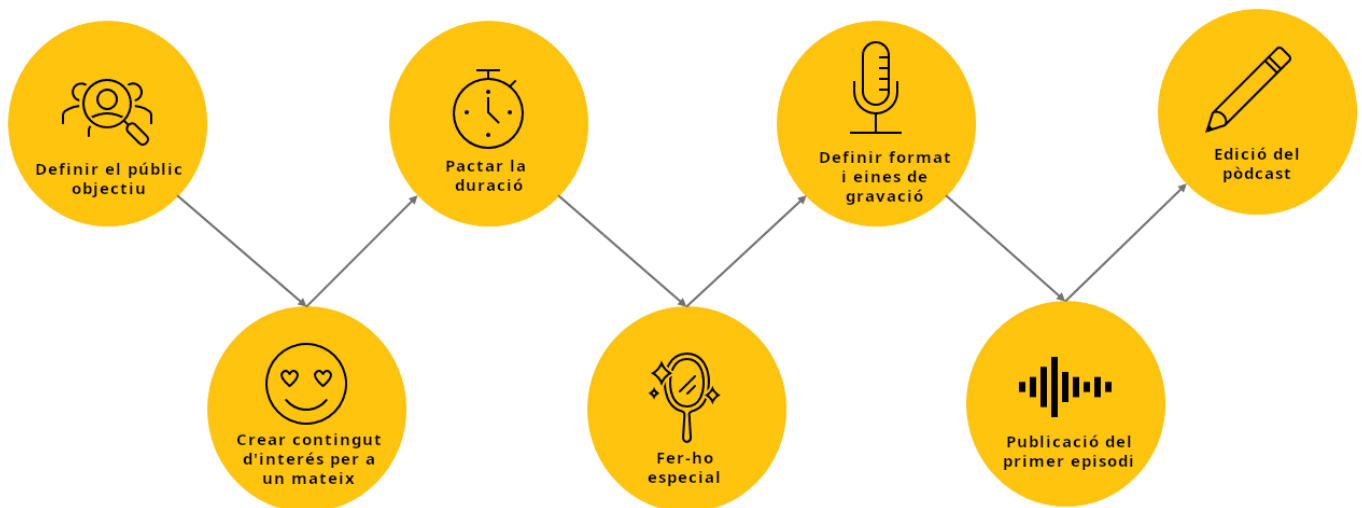 Definir el públic
objectiu
Crear contingut
d'interés per a
un mateix
Pactar la
duració
Fer-ho
especial
Definir format
i eines de
gravació
Publicació del
primer episodi
Edició del
pòdcast